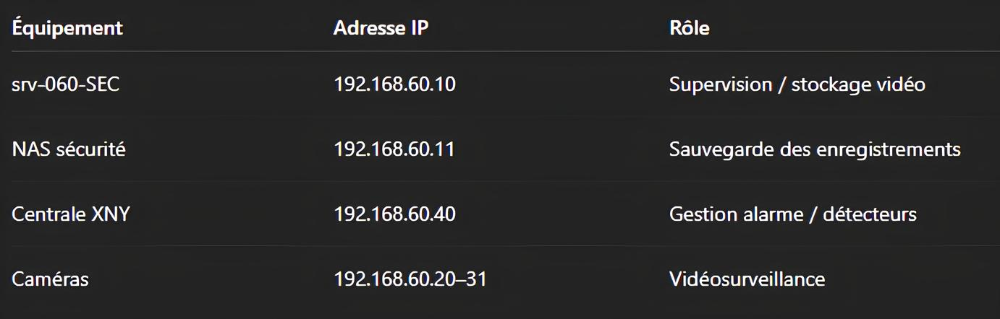 Équipement Adresse IP Rôle
srv-060-SEC 192.168.60.10 Supervision / stockage vidéo
NAS sécurité 192.168.60.11 Sauvegarde des enregistrements
Centrale XNY 192.168.60.40 Gestion alarme / détecteurs
Caméras 192.168.60.20–31 Vidéosurveillance